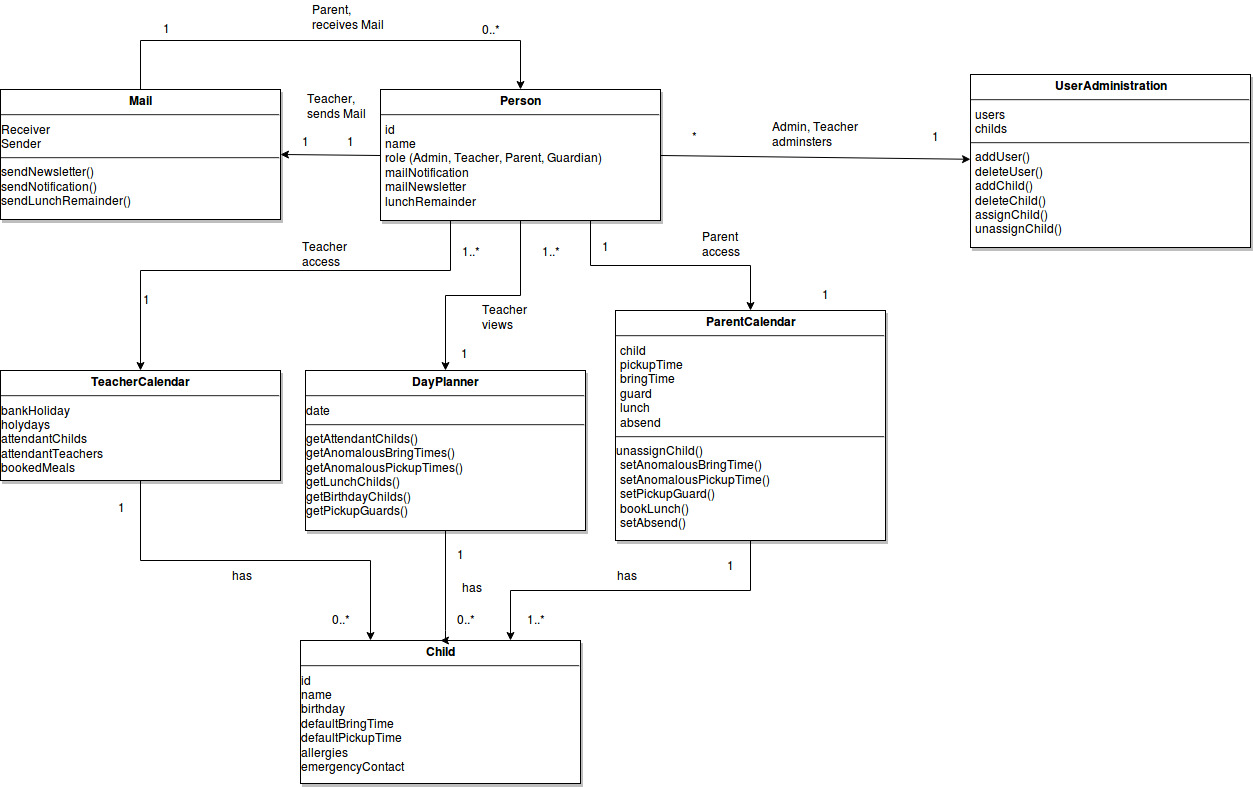 Parent,
receives Mail
1
0..*
Mail
Receiver
Sender
sendNewsletter()
sendNotification()
sendLunchRemainder()
Teacher,
sends Mail
1
1
Person
id
name
role (Admin, Teacher, Parent, Guardian)
mailNotification
mailNewsletter
lunchRemainder
*
Admin, Teacher
adminsters
1
UserAdministration
users
childs
addUser()
deleteUser()
addChild()
deleteChild()
assignChild()
unassignChild()
Teacher
access
1..*
1
1..*
Teacher
views
1
1
Parent
access
1
TeacherCalendar
bankHoliday
holydays
attendantChilds
attendantTeachers
bookedMeals
DayPlanner
date
getAttendantChilds()
getAnomalousBringTimes()
getAnomalousPickupTimes()
getLunchChilds()
getBirthdayChilds()
getPickupGuards()
ParentCalendar
child
pickupTime
bringTime
guard
lunch
absend
unassignChild()
setAnomalousBringTime()
setAnomalousPickupTime()
setPickupGuard()
bookLunch()
setAbsend()
1
has
0..*
1
has
0..*
1
has
1..*
Child
id
name
birthday
defaultBringTime
defaultPickupTime
allergies
emergencyContact